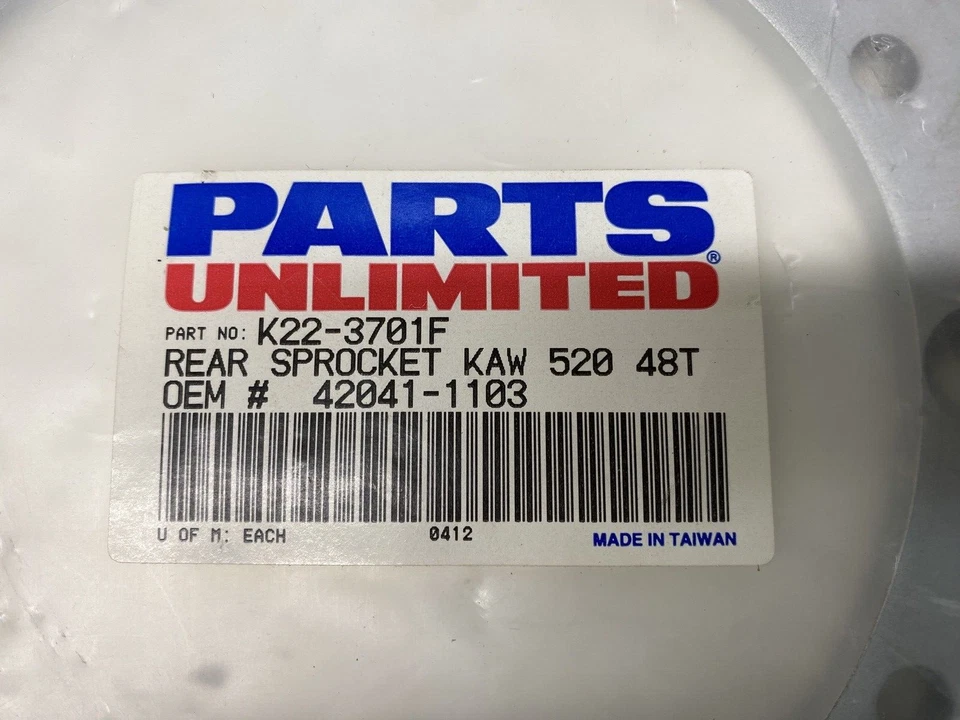 PARTS
UNLIMITED®
PART NO: K22-3701F
REAR SPROCKET KAW 520 48T
OEM # 42041-1103
U OF M: EACH 0412 MADE IN TAIWAN